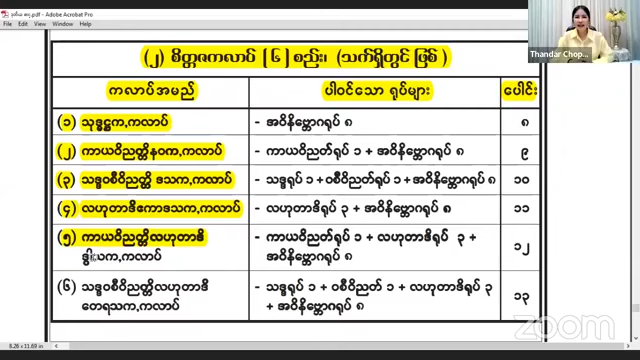 နာမ်ပိုင်း စာ၃.pdf - Adobe Acrobat Pro
File Edit View Window Help
Thandar Chop...
(၂) စိတ္တဇကလာပ် (၆) စည်း၊ (သက်ရှိတွင် ဖြစ်)
ကလာပ်အမည် ပါဝင်သော ရုပ်များ ပေါင်း
(၁) သုဒ္ဓဋ္ဌက,ကလာပ် - အဝိနိဗ္ဘောဂရုပ် ၈ ၈
(၂) ကာယဝိညတ္တိနဝက,ကလာပ် - ကာယဝိညတ်ရုပ် ၁ + အဝိနိဗ္ဘောဂရုပ် ၈ ၉
(၃) သဒ္ဒဝစီဝိညတ္တိ ဒသက,ကလာပ် - သဒ္ဒရုပ် ၁ + ဝစီဝိညတ်ရုပ် ၁ + အဝိနိဗ္ဘောဂရုပ် ၈ ၁၀
(၄) လဟုတာဒိဧကာဒသက,ကလာပ် - လဟုတာဒိရုပ် ၃ + အဝိနိဗ္ဘောဂရုပ် ၈ ၁၁
(၅) ကာယဝိညတ္တိလဟုတာဒိ - ကာယဝိညတ်ရုပ် ၁ + လဟုတာဒိရုပ် ၃ + ၁၂
ဒွါဒသက,ကလာပ် အဝိနိဗ္ဘောဂရုပ် ၈
(၆) သဒ္ဒဝစီဝိညတ္တိလဟုတာဒိ - သဒ္ဒရုပ် ၁ + ဝစီဝိညတ် ၁ + လဟုတာဒိရုပ် ၃ ၁၃
တေရသက,ကလာပ် + အဝိနိဗ္ဘောဂရုပ် ၈
zoom
8.26 x 11.69 in